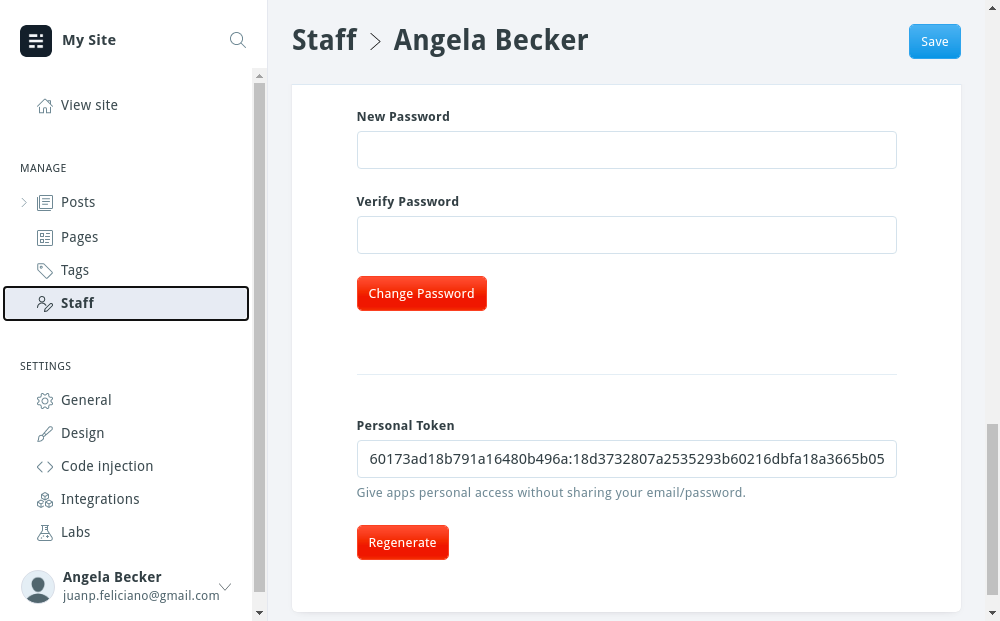 My Site
View site
MANAGE
Posts
Pages
Tags
Staff
SETTINGS
General
Design
Code injection
Integrations
Labs
Angela Becker
juanp.feliciano@gmail.com
Staff > Angela Becker
Save
New Password
Verify Password
Change Password
Personal Token
60173ad18b791a16480b496a:18d3732807a2535293b60216dbfa18a3665b05
Give apps personal access without sharing your email/password.
Regenerate